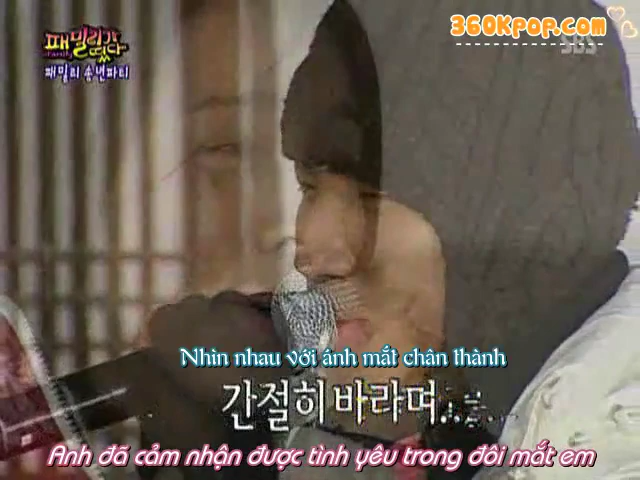 360Kpop.com
SBS
패밀리가
떴다
Family
패밀리 송년파티
Nhìn nhau với ánh mắt chân thành
간절히 바라며..
Anh đã cảm nhận được tình yêu trong đôi mắt em